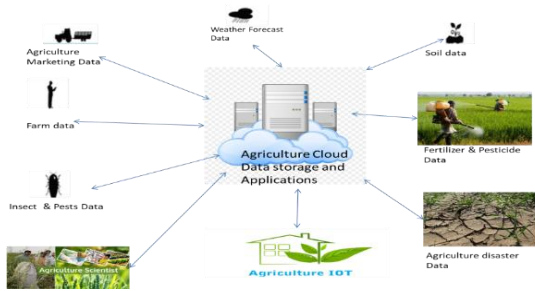 Weather Forecast
Data
Agriculture
Marketing Data
Soil data
Farm data
Agriculture Cloud
Data storage and
Applications
Fertilizer & Pesticide
Data
Insect & Pests Data
Agriculture Scientist
Agriculture IOT
Agriculture disaster
Data